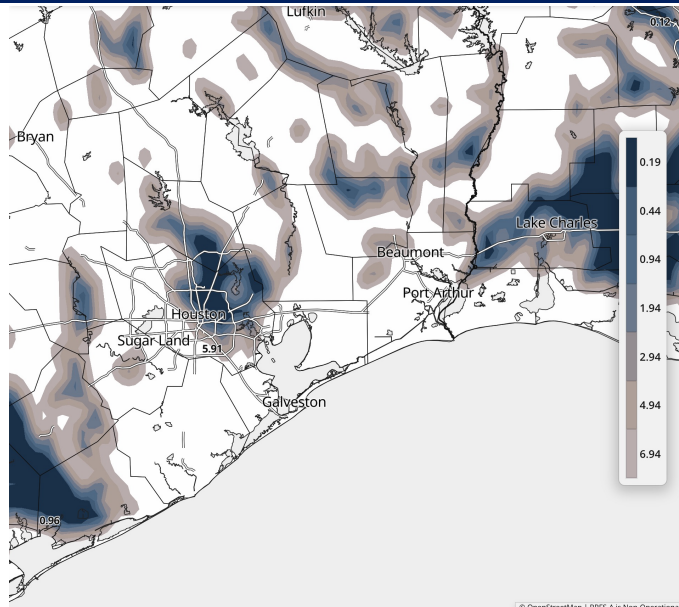 Lufkin
0.12
Bryan
0.19
0.44
Lake Charles
0.94
Beaumont
Port Arthur
1.94
Houston
Sugar Land
5.91
2.94
Galveston
4.94
6.94
0.96
© OpenStreetMap | RRFS-A is Non-Operational